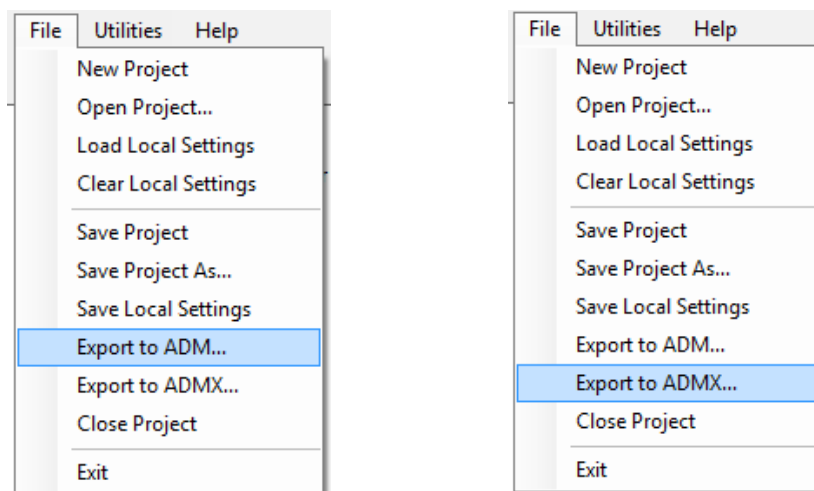 File Utilities Help
New Project
Open Project...
Load Local Settings
Clear Local Settings
Save Project
Save Project As...
Save Local Settings
Export to ADM...
Export to ADMX...
Close Project
Exit
File Utilities Help
New Project
Open Project...
Load Local Settings
Clear Local Settings
Save Project
Save Project As...
Save Local Settings
Export to ADM...
Export to ADMX...
Close Project
Exit